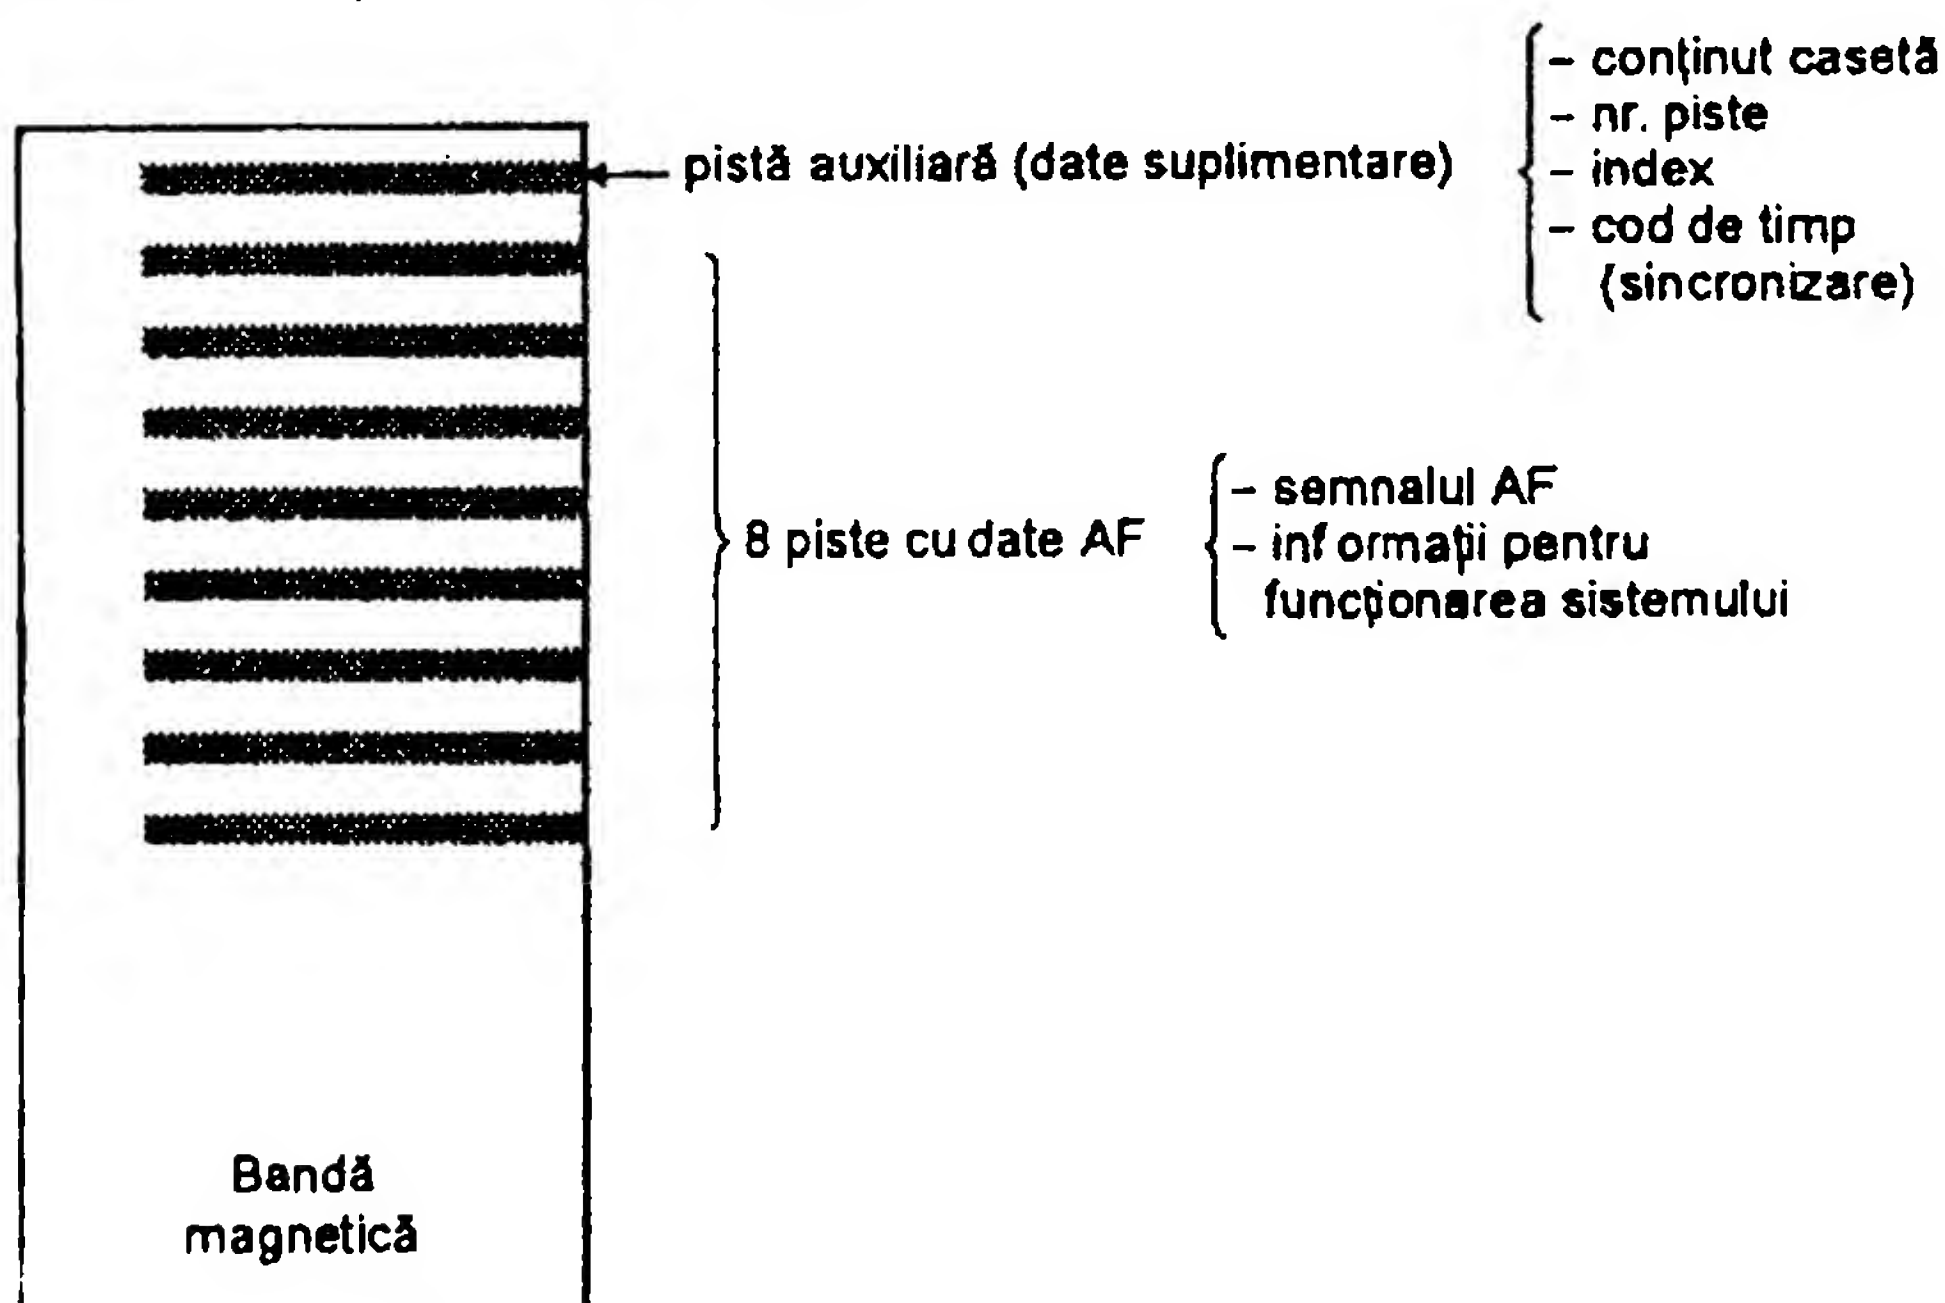 pistă auxiliară (date suplimentare)
– conținut casetă
– nr. piste
– index
– cod de timp
(sincronizare)
8 piste cu date AF
– semnalul AF
– informații pentru
funcționarea sistemului
Bandă
magnetică